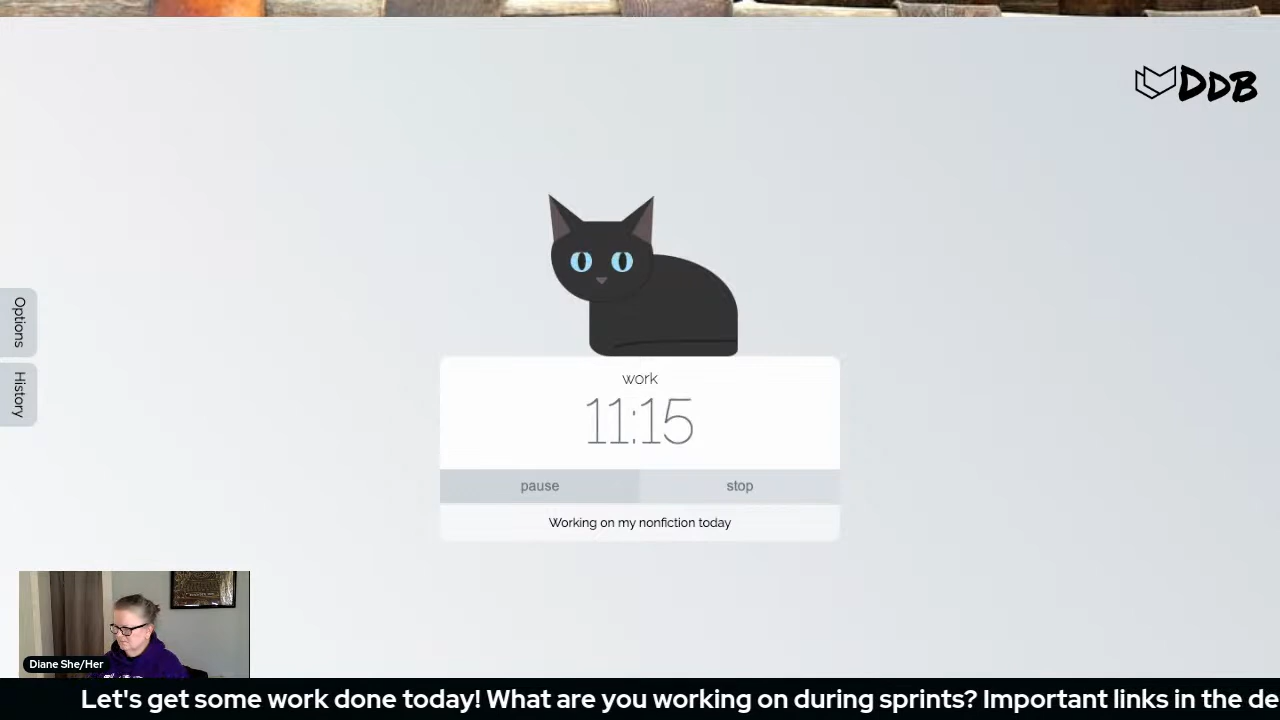 DDB
Options
History
work
11:15
pause
stop
Working on my nonfiction today
Diane She/Her
Let's get some work done today! What are you working on during sprints? Important links in the de